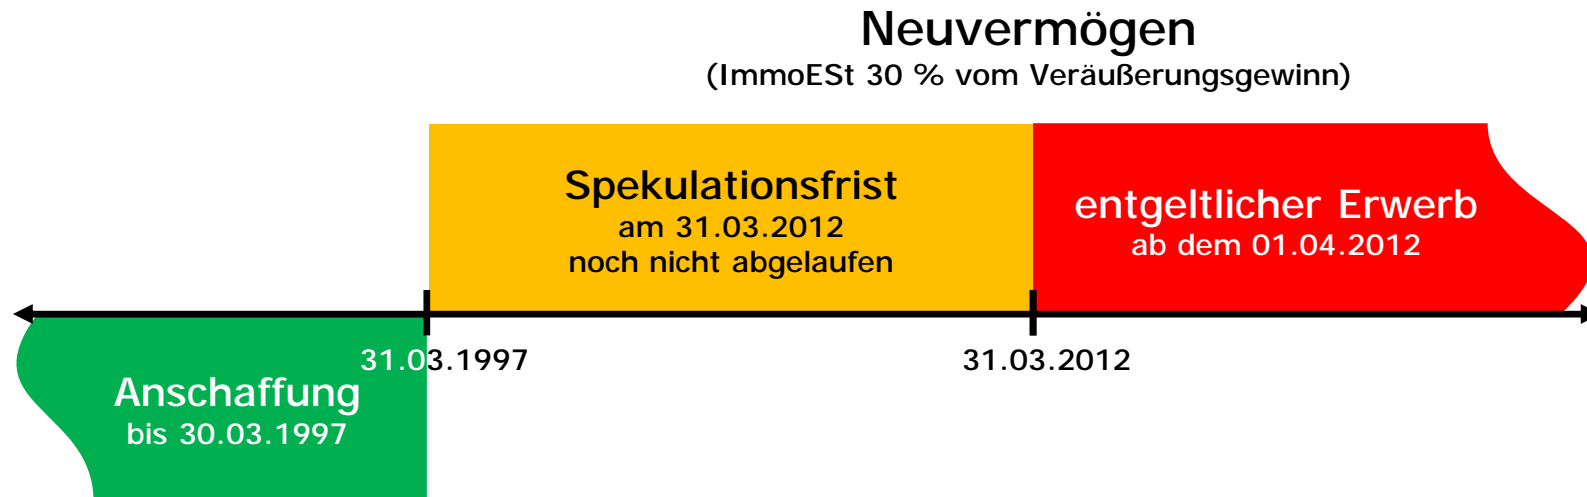 Neuvermögen
(ImmoESt 30 % vom Veräußerungsgewinn)
Spekulationsfrist
am 31.03.2012
noch nicht abgelaufen
entgeltlicher Erwerb
ab dem 01.04.2012
31.03.1997
31.03.2012
Anschaffung
bis 30.03.1997